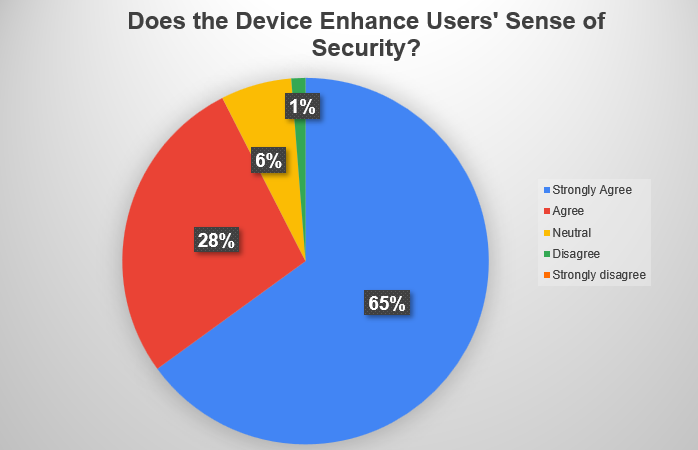 Does the Device Enhance Users' Sense of
Security?
1%
6%
28%
65%
Strongly Agree
Agree
Neutral
Disagree
Strongly disagree